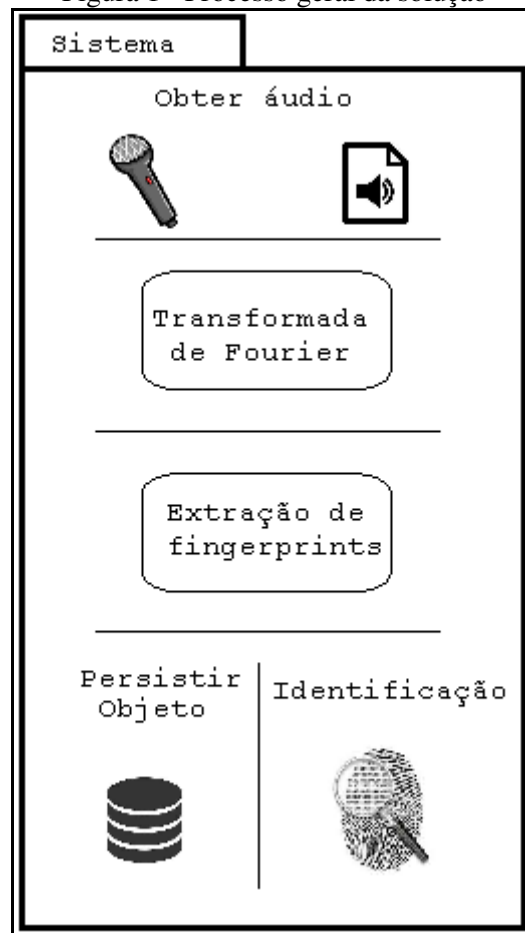 Figura 1 - Processo geral da solução
Sistema
Obter áudio
Transformada
de Fourier
Extração de
fingerprints
Persistir
Objeto
Identificação